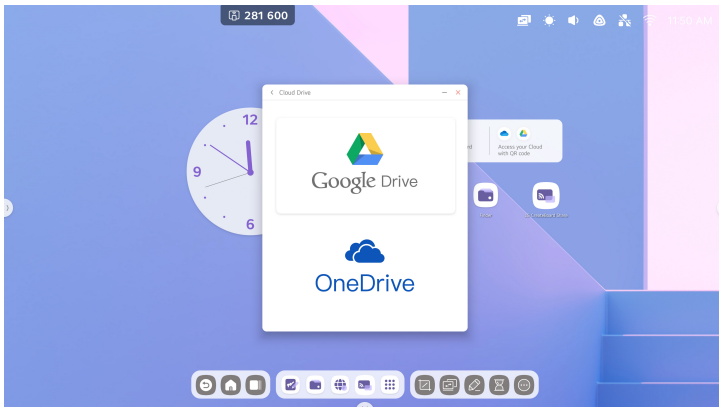 281 600
11:50 AM
Cloud Drive
12
9
6
Google Drive
OneDrive
Access your Cloud
with QR code